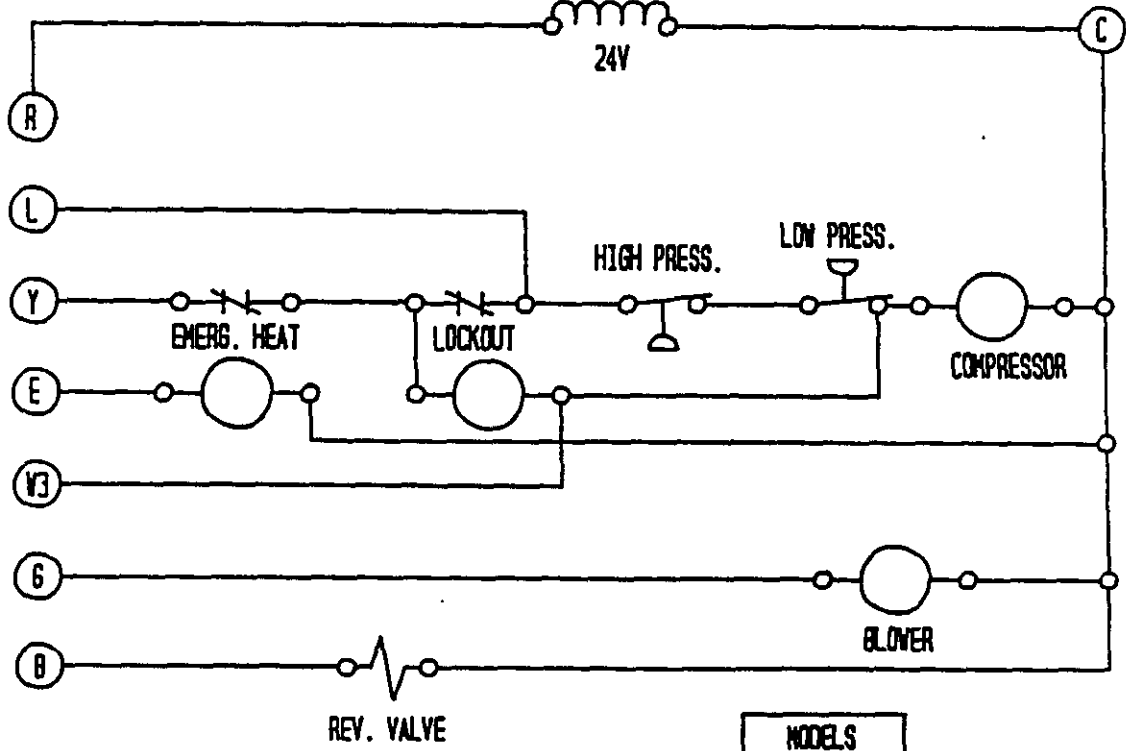 24V
C
R
L
HIGH PRESS.
LOW PRESS.
Y
EMERG. HEAT
LOCKOUT
COMPRESSOR
E
W3
G
BLOWER
B
REV. VALVE
MODELS